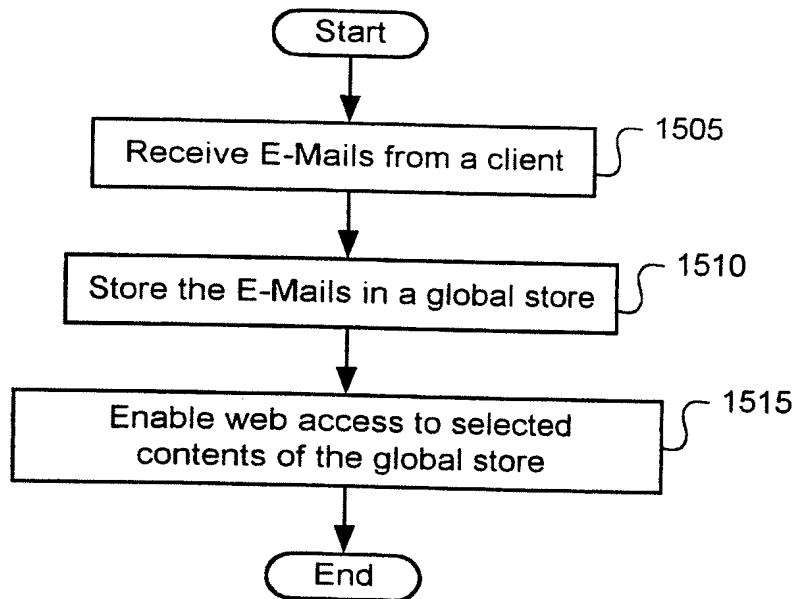 Start
Receive E-Mails from a client
1505
Store the E-Mails in a global store
1510
Enable web access to selected
contents of the global store
1515
End